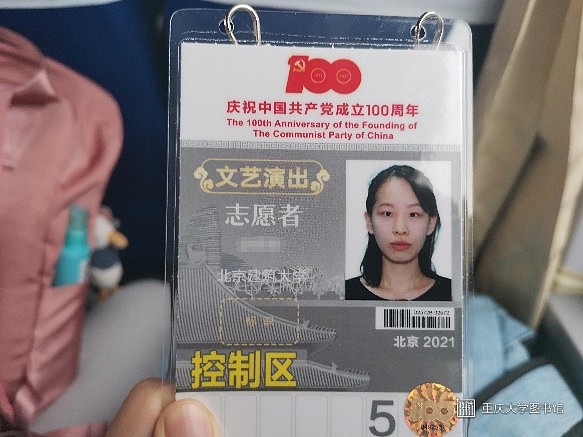 100
庆祝中国共产党成立100周年
The 100th Anniversary of the Founding of
The Communist Party of China
文艺演出
志愿者
北京建筑大学
北京 2021
控制区
5
重庆大学图书馆